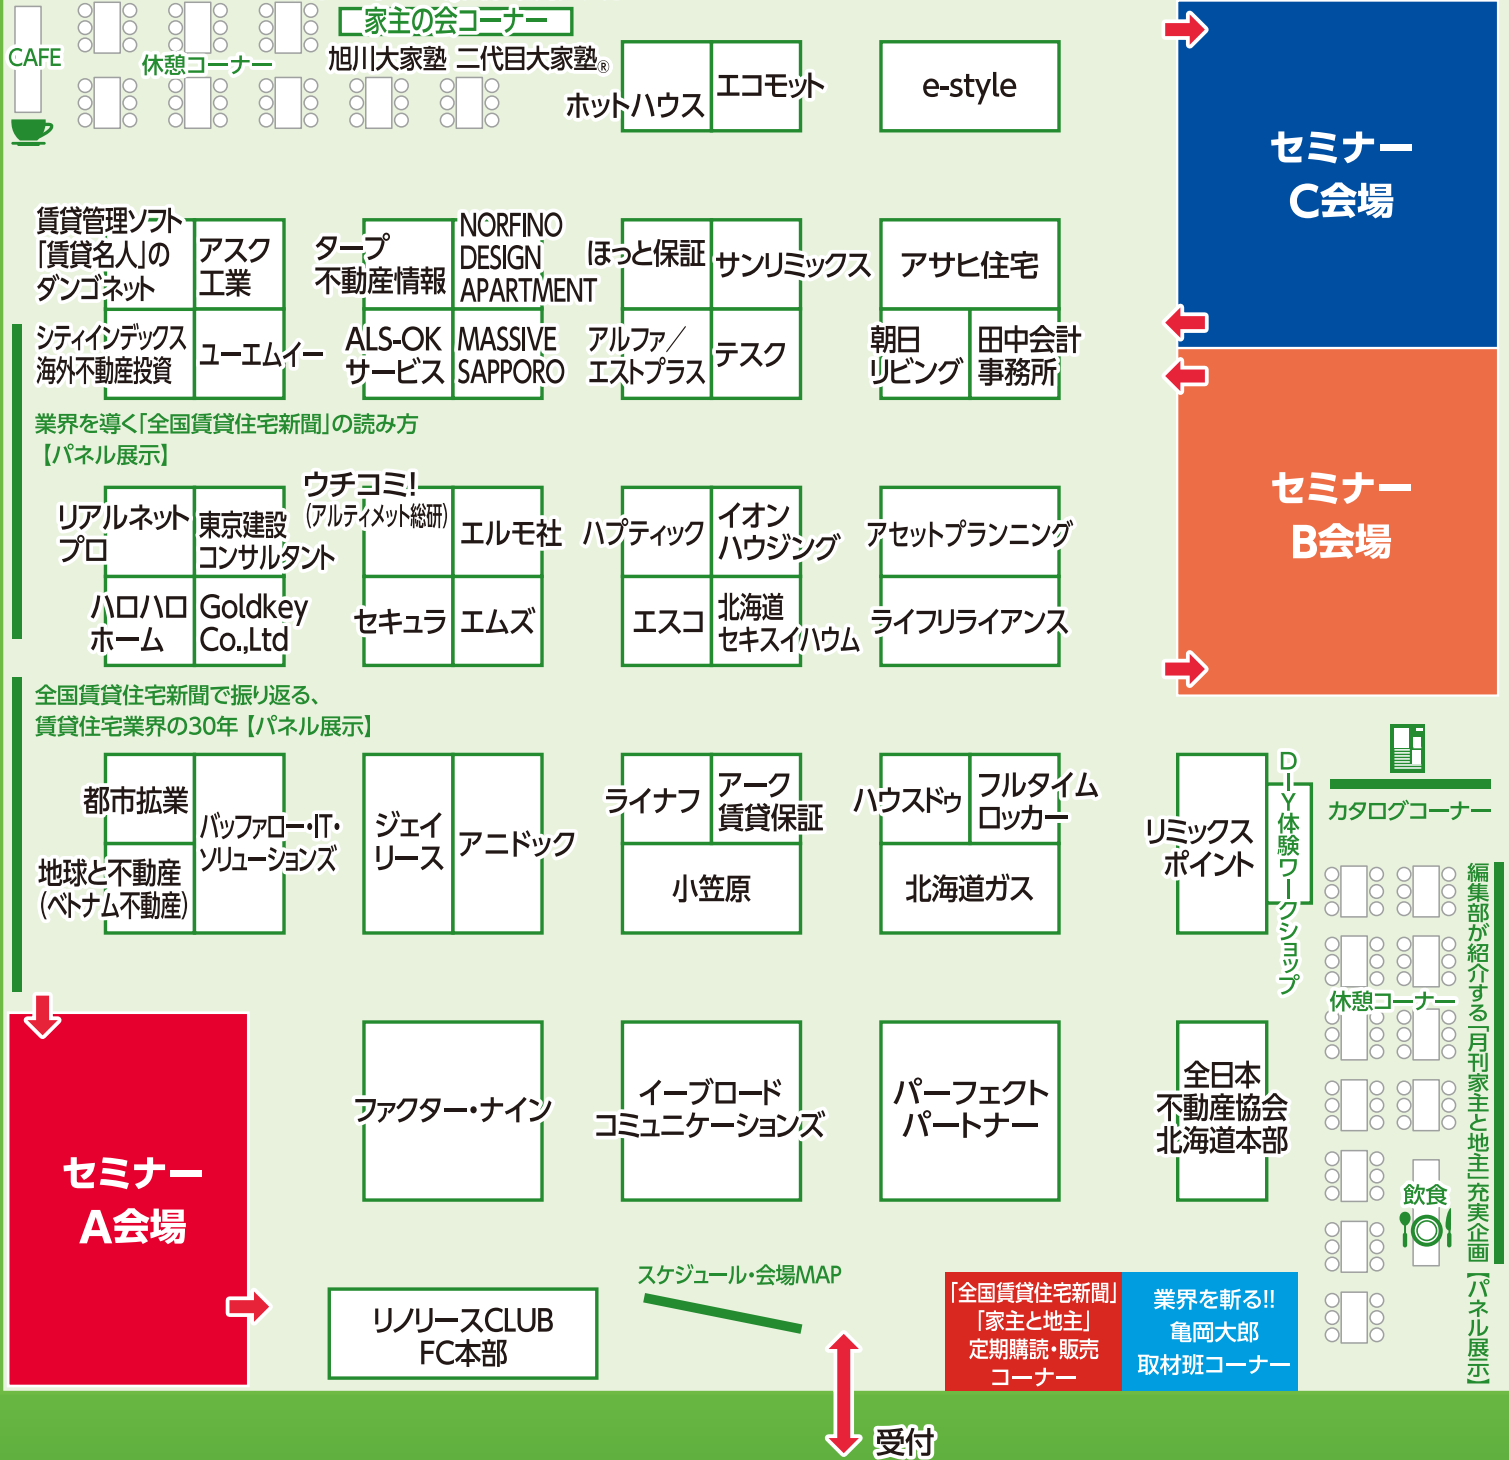 CAFE
休憩コーナー
家主の会コーナー
旭川大家塾 二代目大家塾®
ホットハウス
エコモット
e-style
セミナー
C会場
賃貸管理ソフト
「賃貸名人」の
ダンゴネット
アスク
工業
タープ
不動産情報
NORFINO
DESIGN
APARTMENT
ほっと保証
サンリミックス
アサヒ住宅
シティインデックス
海外不動産投資
ユーエムイー
ALS-OK
サービス
MASSIVE
SAPPORO
アルファ／
エストプラス
テスク
朝日
リビング
田中会計
事務所
業界を導く「全国賃貸住宅新聞」の読み方
【パネル展示】
セミナー
B会場
リアルネット
プロ
東京建設
コンサルタント
ウチコミ!
(アルティメット総研)
エルモ社
ハプティック
イオン
ハウジング
アセットプランニング
ハロハロ
ホーム
Goldkey
Co.,Ltd
セキュラ
エムズ
エスコ
北海道
セキスイハウム
ライフリライアンス
全国賃貸住宅新聞で振り返る、
賃貸住宅業界の30年【パネル展示】
都市拡業
バッファロー・IT・
ソリューションズ
地球と不動産
(ベトナム不動産)
ジェイ
リース
アニドック
ライナフ
アーク
賃貸保証
小笠原
ハウスドゥ
フルタイム
ロッカー
北海道ガス
リミックス
ポイント
DIY体験ワークショップ
カタログコーナー
休憩コーナー
編集部が紹介する「月刊家主と地主」充実企画【パネル展示】
飲食
セミナー
A会場
ファクター・ナイン
イーブロード
コミュニケーションズ
パーフェクト
パートナー
全日本
不動産協会
北海道本部
リノリースCLUB
FC本部
スケジュール・会場MAP
「全国賃貸住宅新聞」
「家主と地主」
定期購読・販売
コーナー
業界を斬る!!
亀岡大郎
取材班コーナー
受付